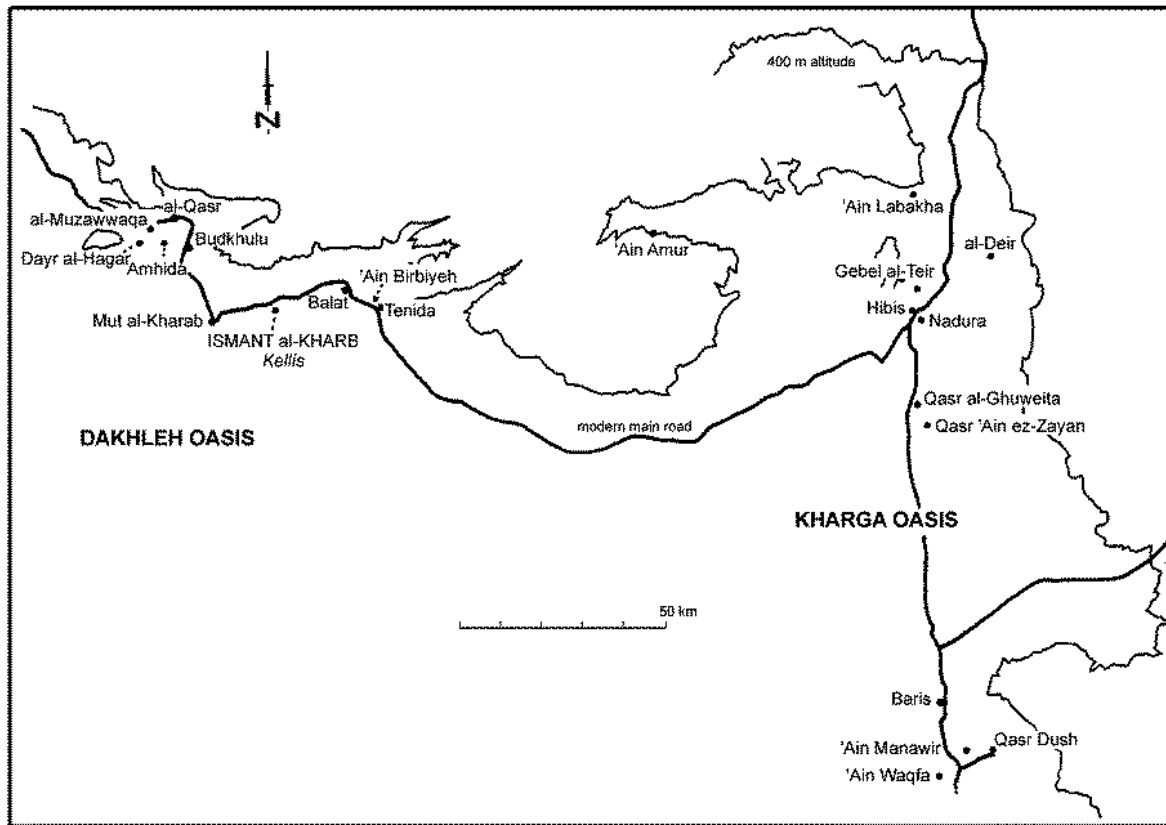 400 m altitude
Z
al-Qasr
al-Muzawwaqa
Budkhulu
Dayr al-Hagar
Amhida
'Ain Labakha
'Ain Amur
al-Deir
'Ain Birbiyeh
Gebel al-Teir
Balat
Tenida
Hibis
Nadura
Mut al-Kharab
ISMANT al-KHARB
Kellis
Qasr al-Ghuweita
modern main road
Qasr 'Ain ez-Zayan
DAKHLEH OASIS
KHARGA OASIS
50 km
Baris
'Ain Manawir
Qasr Dush
'Ain Waqfa